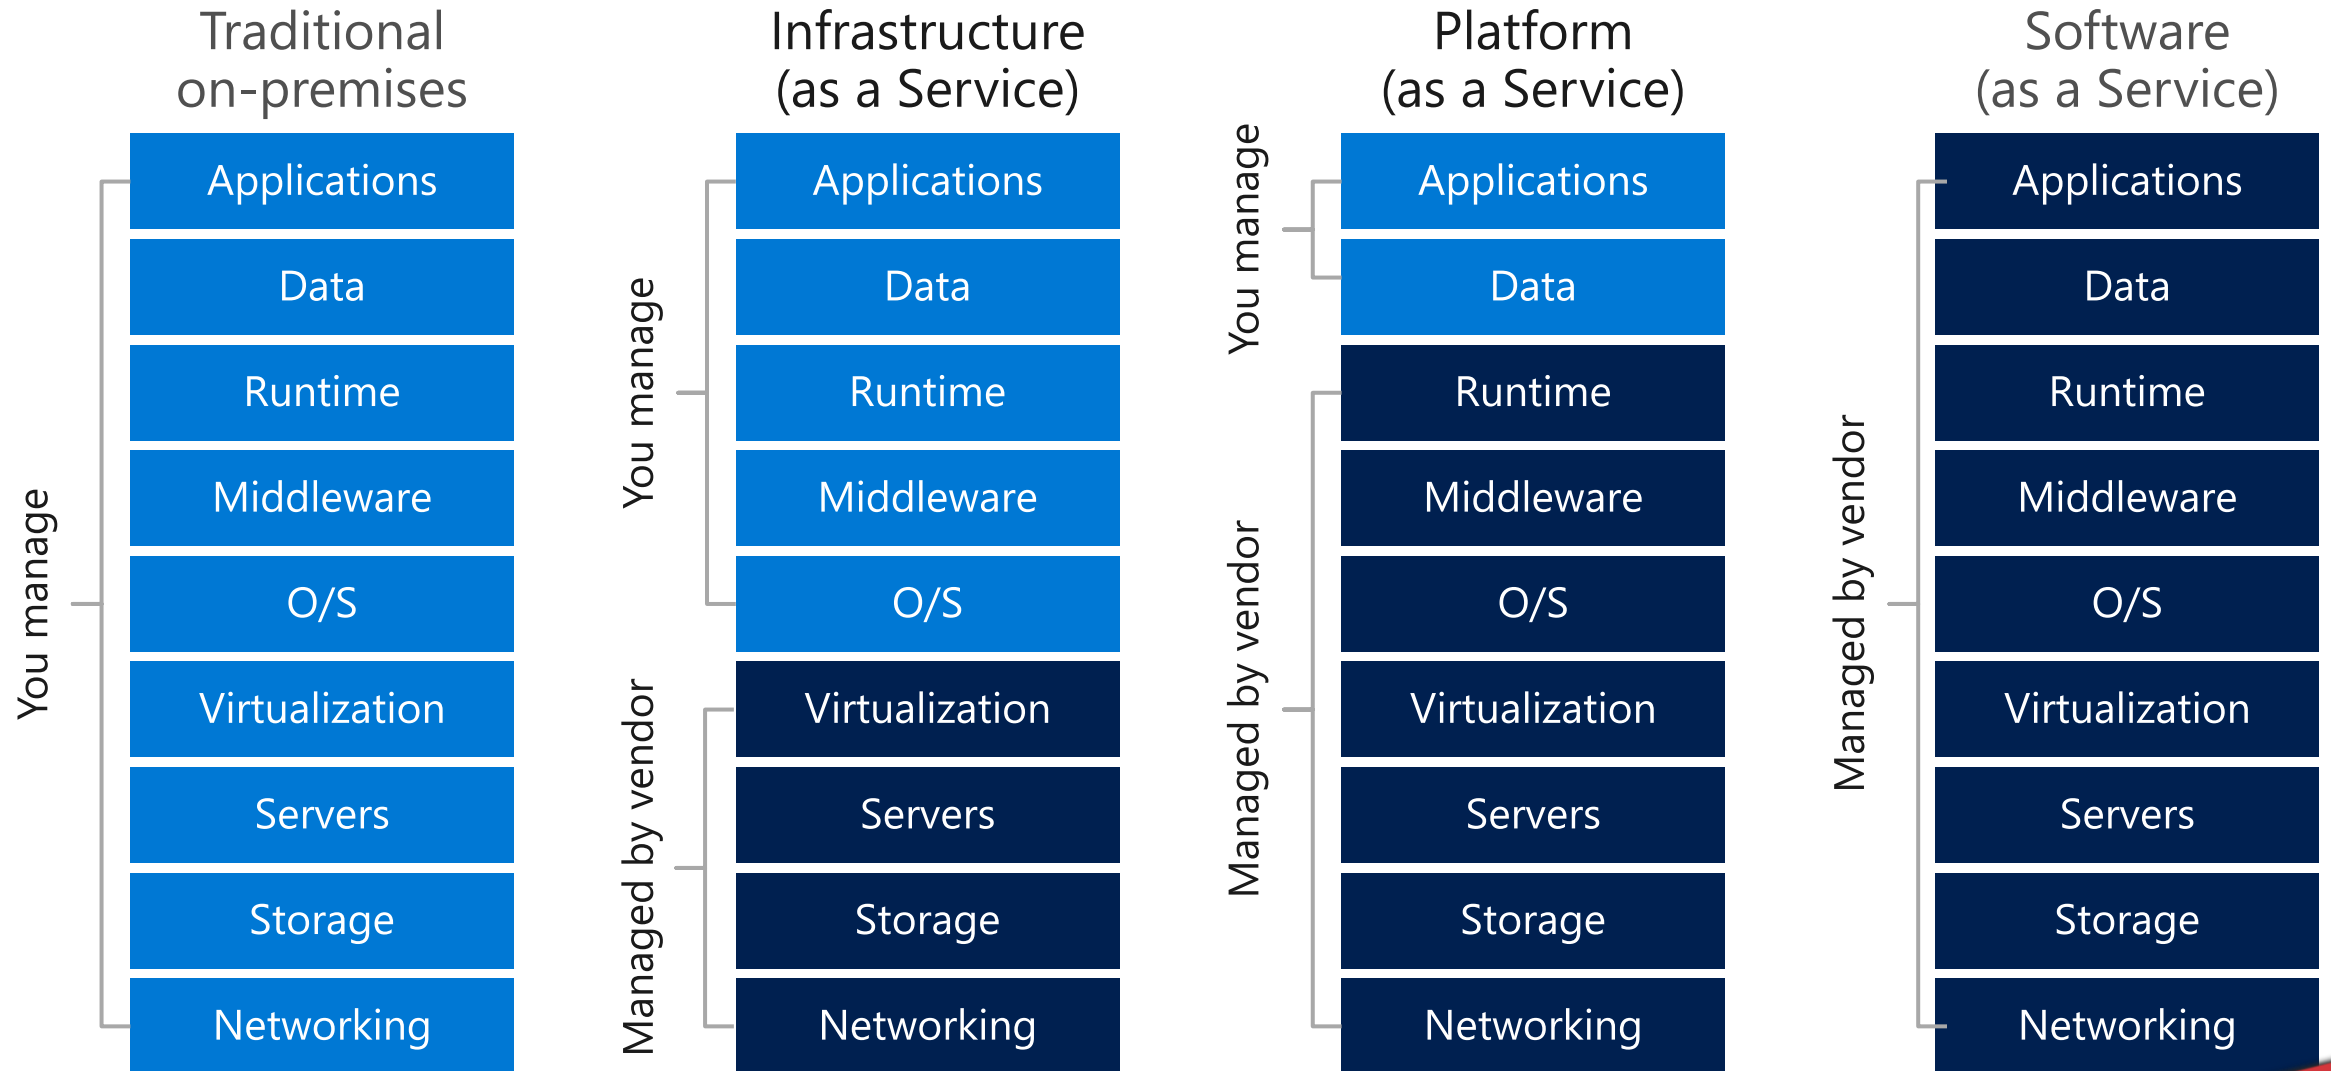 Traditional
on-premises
You manage
Applications
Data
Runtime
Middleware
O/S
Virtualization
Servers
Storage
Networking
Infrastructure
(as a Service)
You manage
Managed by vendor
Applications
Data
Runtime
Middleware
O/S
Virtualization
Servers
Storage
Networking
Platform
(as a Service)
You manage
Managed by vendor
Applications
Data
Runtime
Middleware
O/S
Virtualization
Servers
Storage
Networking
Software
(as a Service)
Managed by vendor
Applications
Data
Runtime
Middleware
O/S
Virtualization
Servers
Storage
Networking